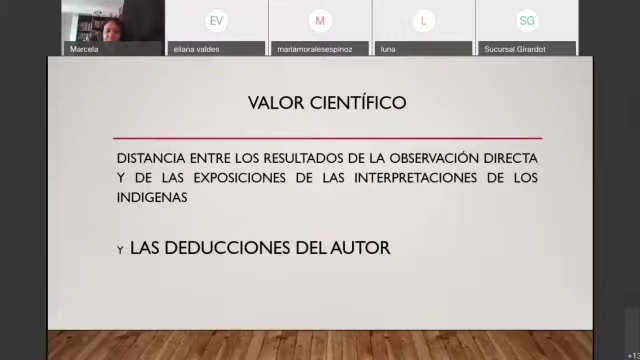 EV
M
L
SG
Marcela
eliana valdes
mariamoralesespinoz
luna
Sucursal Girardot
VALOR CIENTÍFICO
DISTANCIA ENTRE LOS RESULTADOS DE LA OBSERVACIÓN DIRECTA
Y DE LAS EXPOSICIONES DE LAS INTERPRETACIONES DE LOS
INDIGENAS
Y LAS DEDUCCIONES DEL AUTOR
+13